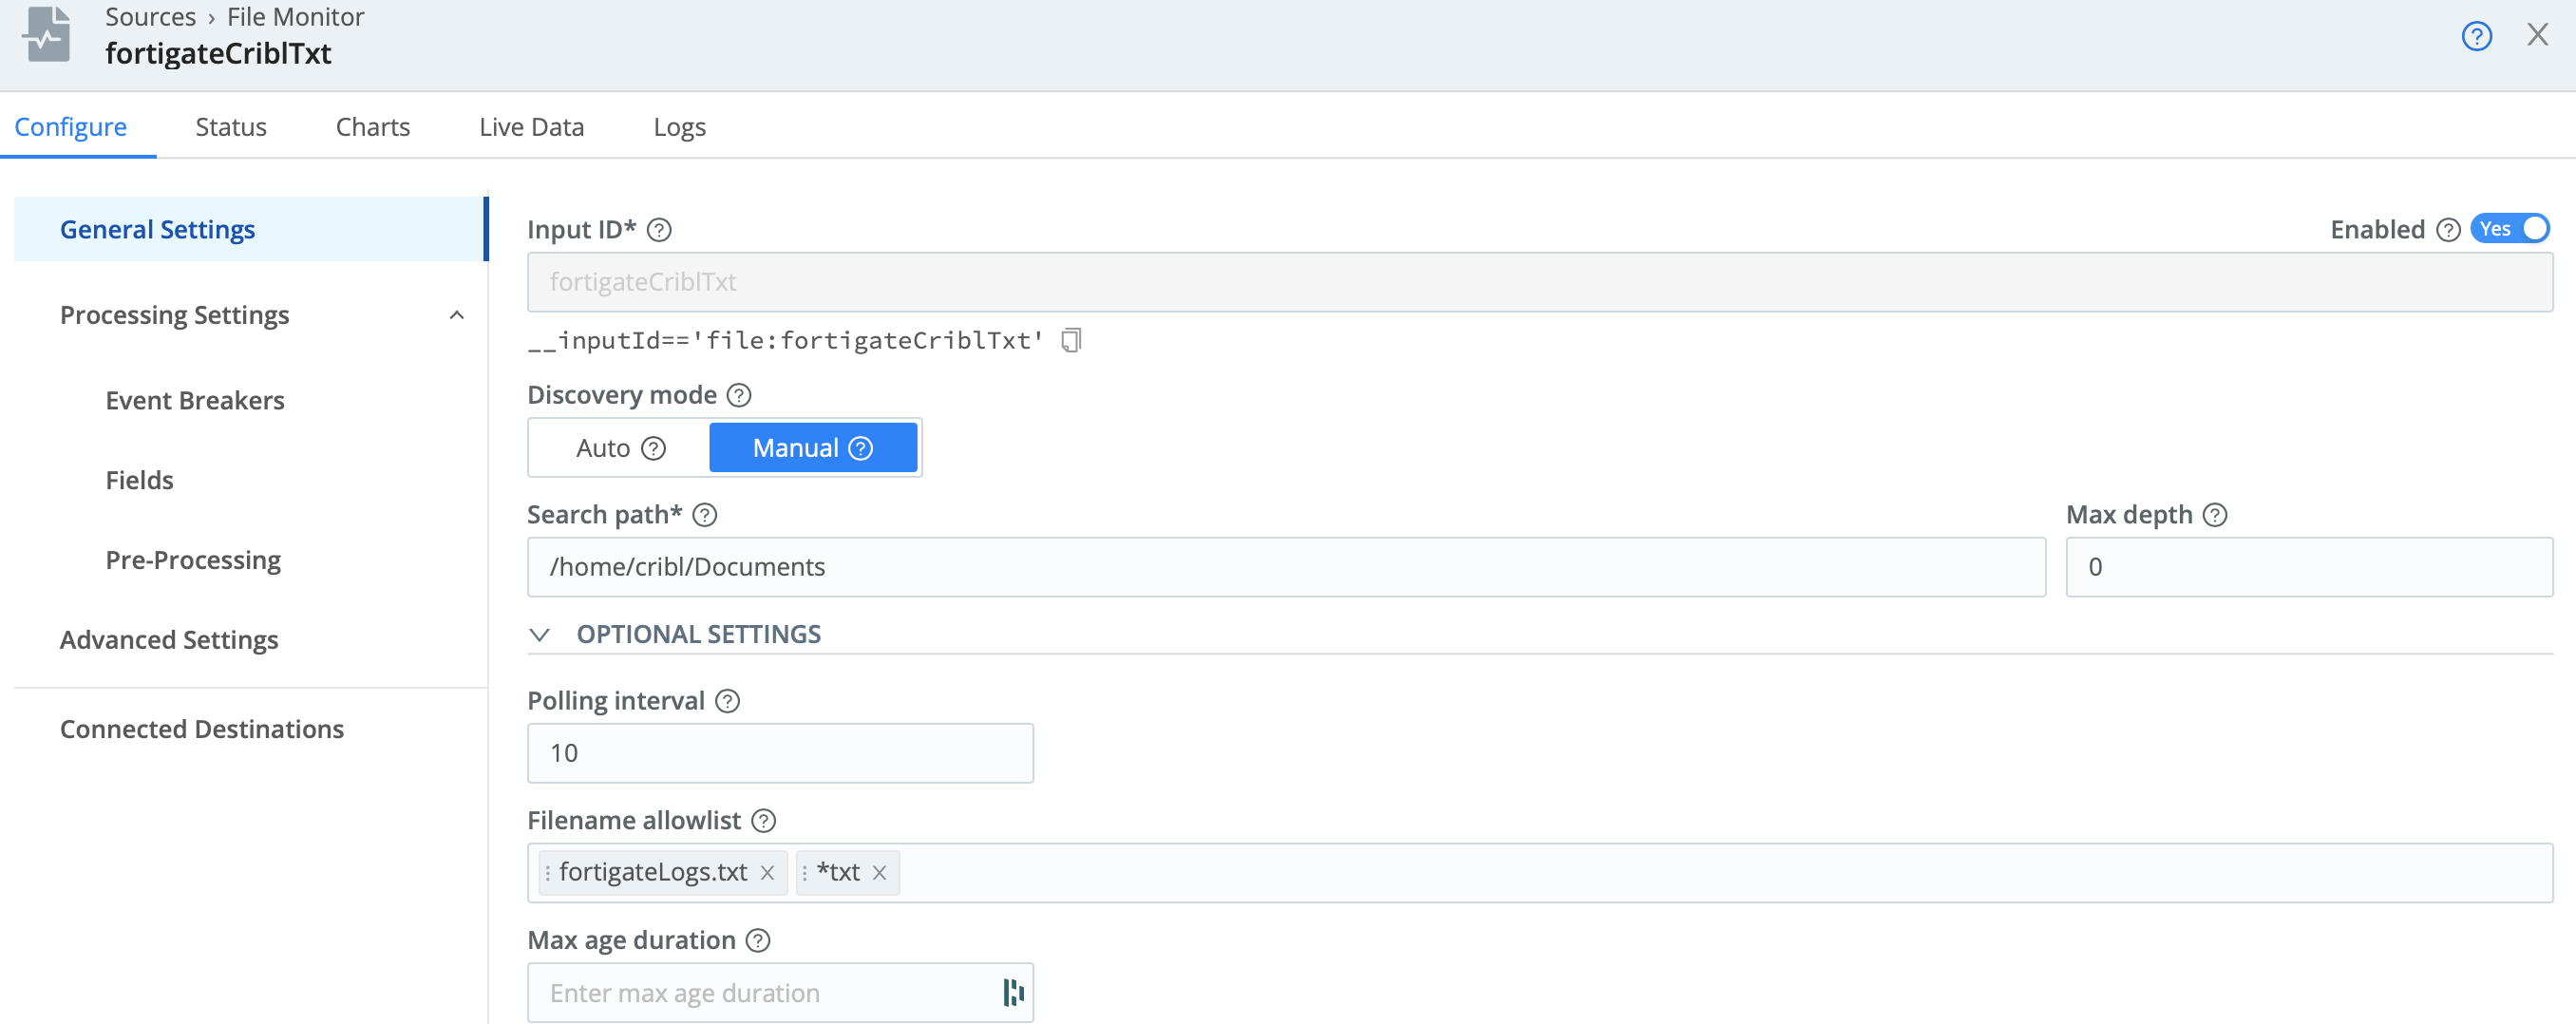 Sources › File Monitor
fortigateCriblTxt
Configure Status Charts Live Data Logs
General Settings
Processing Settings
Event Breakers
Fields
Pre-Processing
Advanced Settings
Connected Destinations
Input ID* Enabled Yes
fortigateCriblTxt
__inputId=='file:fortigateCriblTxt'
Discovery mode
Auto Manual
Search path* Max depth
/home/cribl/Documents 0
OPTIONAL SETTINGS
Polling interval
10
Filename allowlist
fortigateLogs.txt *txt
Max age duration
Enter max age duration